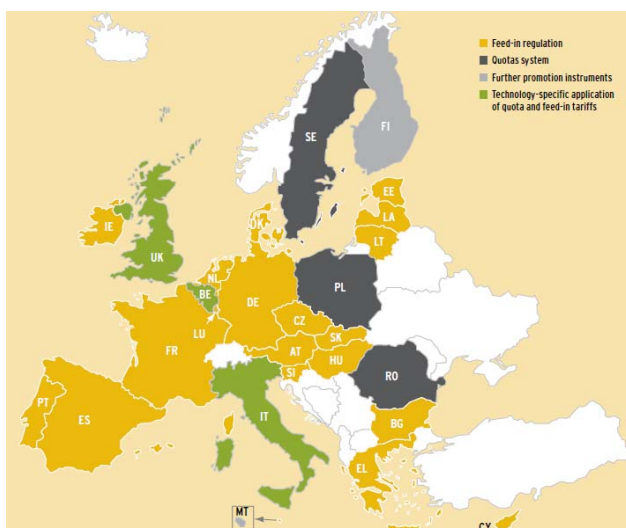 Feed-in regulation
Quotas system
Further promotion instruments
Technology-specific application
of quota and feed-in tariffs
FI
SE
EE
LA
LT
DK
IE
UK
NL
BE
DE
PL
LU
CZ
SK
FR
AT
HU
SI
RO
PT
ES
IT
BG
EL
MT
CY